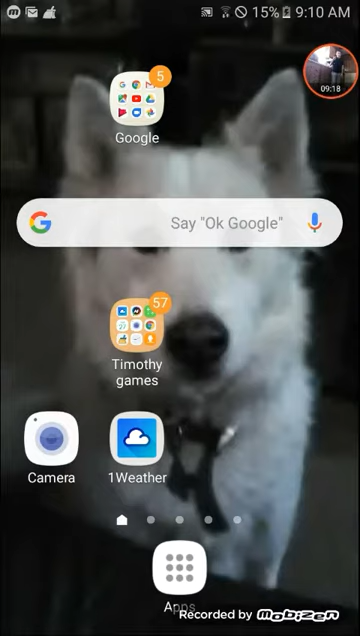 15% 9:10 AM
09:18
5
Google
G Say "Ok Google"
57
Timothy
games
Camera
1Weather
Apps
Recorded by Mobizen